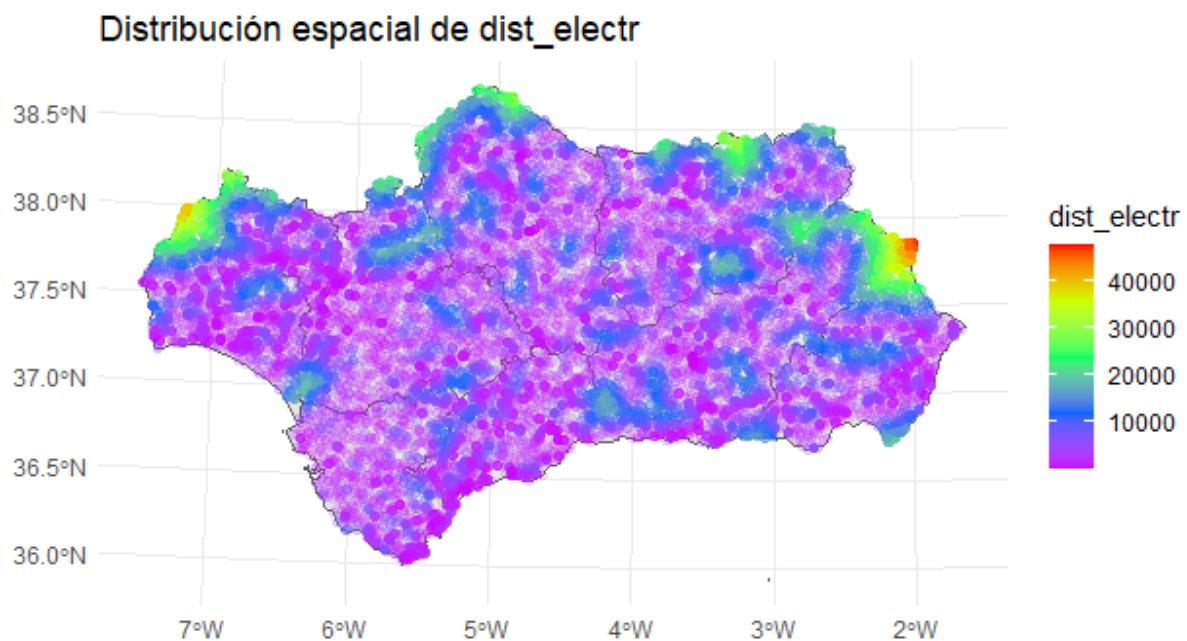 Distribución espacial de dist_electr
38.5°N
38.0°N
37.5°N
37.0°N
36.5°N
36.0°N
7°W 6°W 5°W 4°W 3°W 2°W
dist_electr
40000
30000
20000
10000